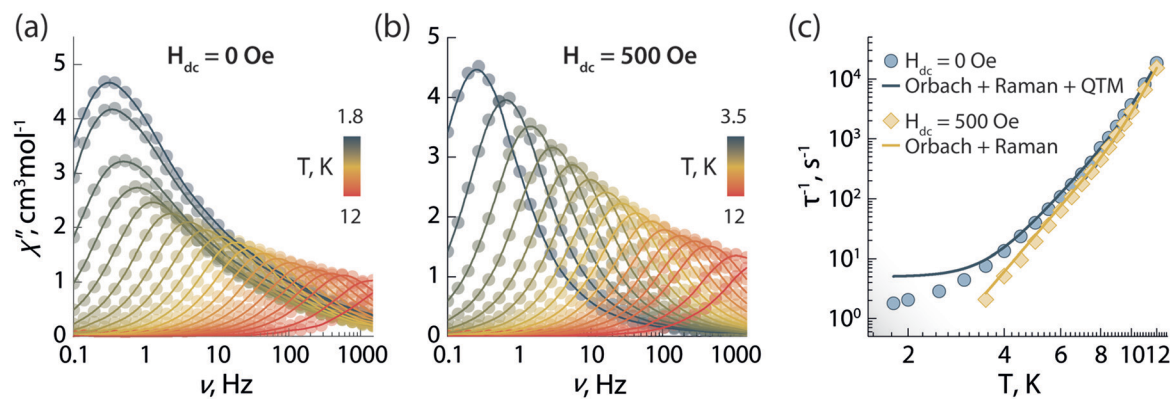 (a)
H_dc = 0 Oe
χ'', cm³mol⁻¹
5
4
3
2
1
0
0.1 1 10 100 1000
ν, Hz
1.8
T, K
12
(b)
H_dc = 500 Oe
5
4
3
2
1
0
0.1 1 10 100 1000
ν, Hz
3.5
T, K
12
(c)
τ⁻¹, s⁻¹
10⁴
10³
10²
10¹
10⁰
H_dc = 0 Oe
Orbach + Raman + QTM
H_dc = 500 Oe
Orbach + Raman
2 4 6 8 10 12
T, K